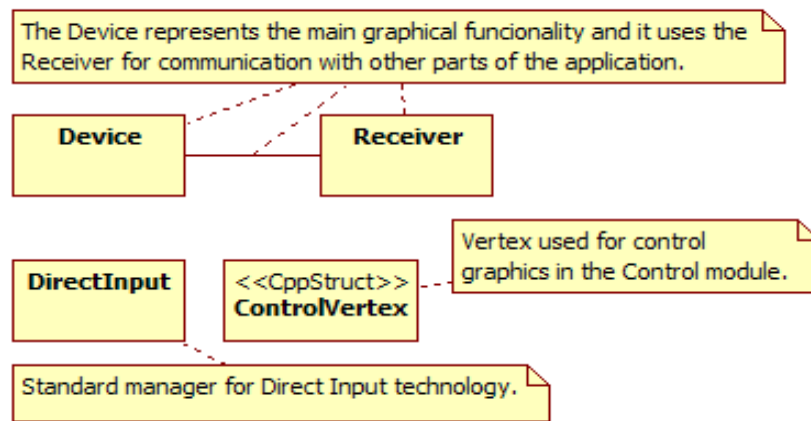 The Device represents the main graphical funcionality and it uses the
Receiver for communication with other parts of the application.
Device
Receiver
Vertex used for control
graphics in the Control module.
DirectInput
<<CppStruct>>
ControlVertex
Standard manager for Direct Input technology.